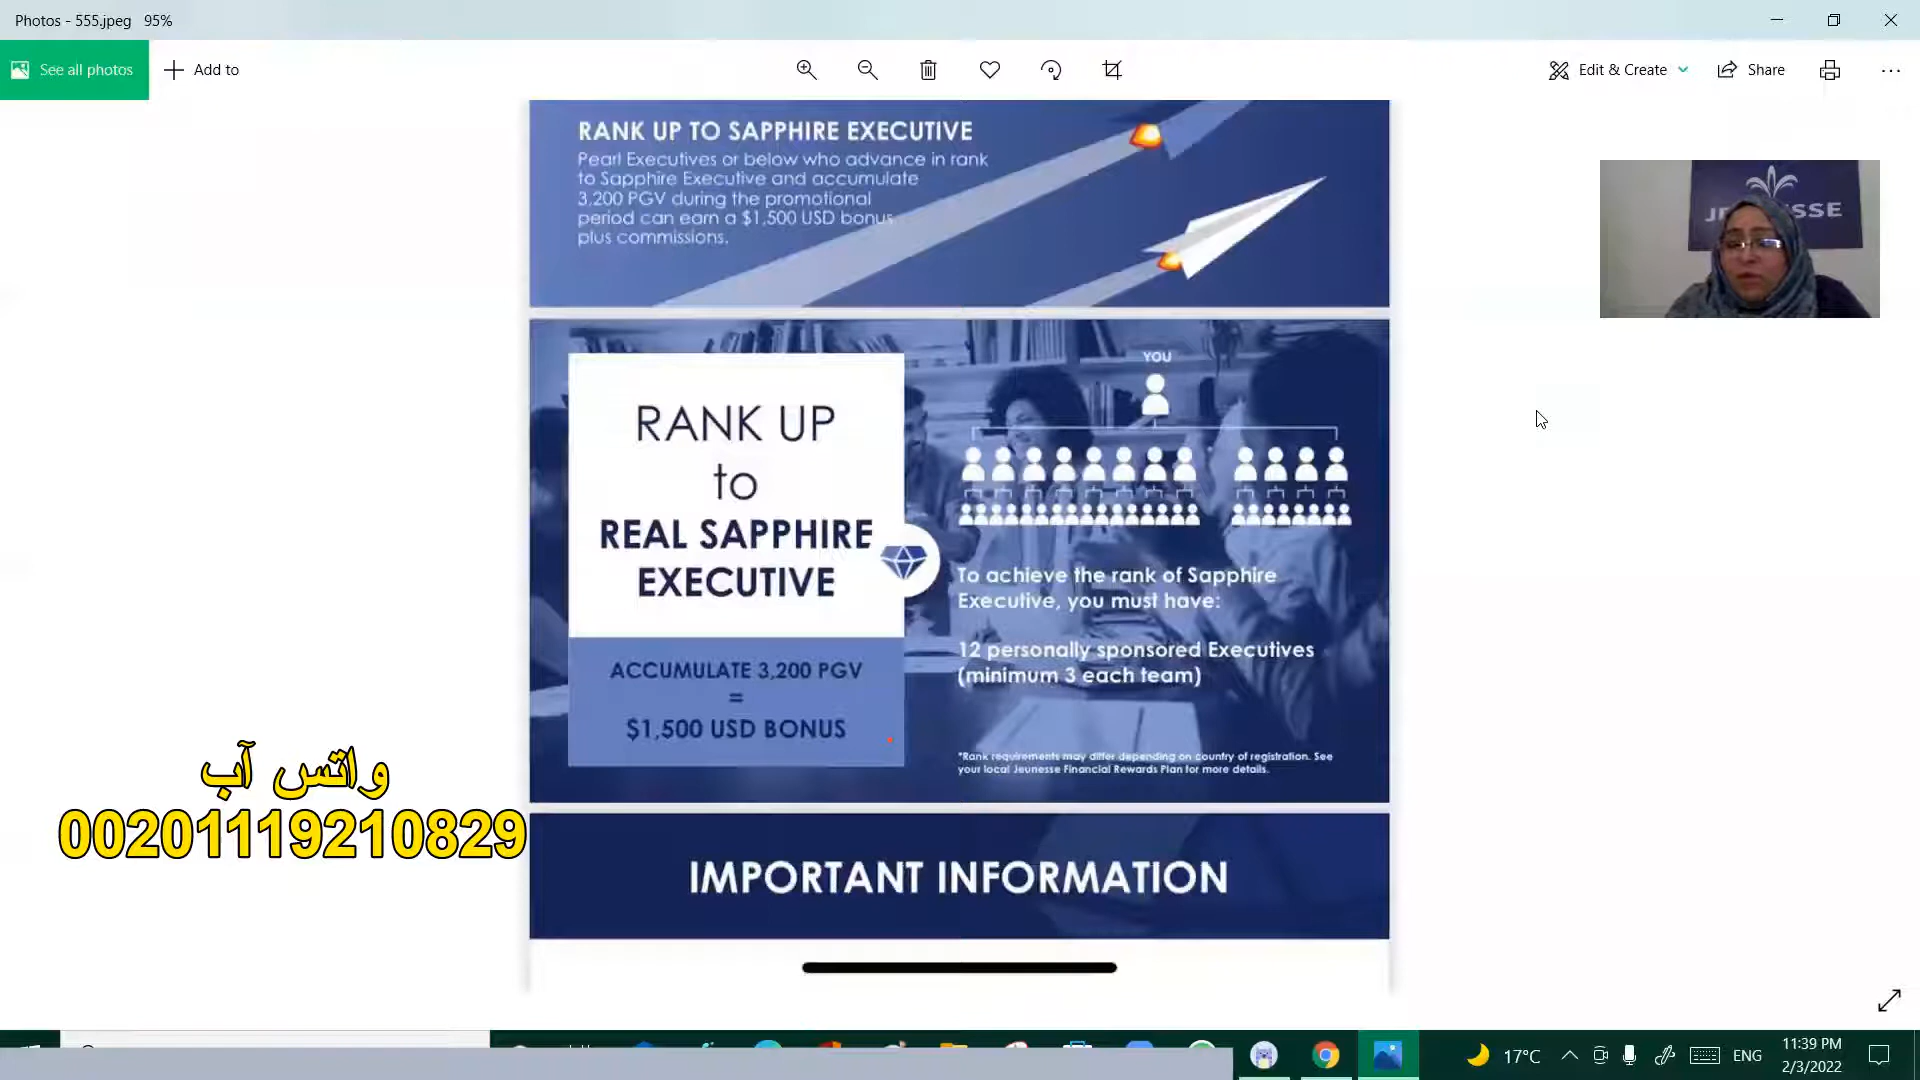 Photos - 555.jpeg 95%
See all photos
Add to
Edit & Create
Share
RANK UP TO SAPPHIRE EXECUTIVE
Pearl Executives or below who advance in rank
to Sapphire Executive and accumulate
3,200 PGV during the promotional
period can earn a $1,500 USD bonus
plus commissions.
RANK UP
to
REAL SAPPHIRE
EXECUTIVE
ACCUMULATE 3,200 PGV
=
$1,500 USD BONUS
YOU
To achieve the rank of Sapphire
Executive, you must have:
12 personally sponsored Executives
(minimum 3 each team)
*Rank requirements may differ depending on country of registration. See
your local Jeunesse Financial Rewards Plan for more details.
واتس آب
00201119210829
IMPORTANT INFORMATION
17°C
ENG
11:39 PM
2/3/2022